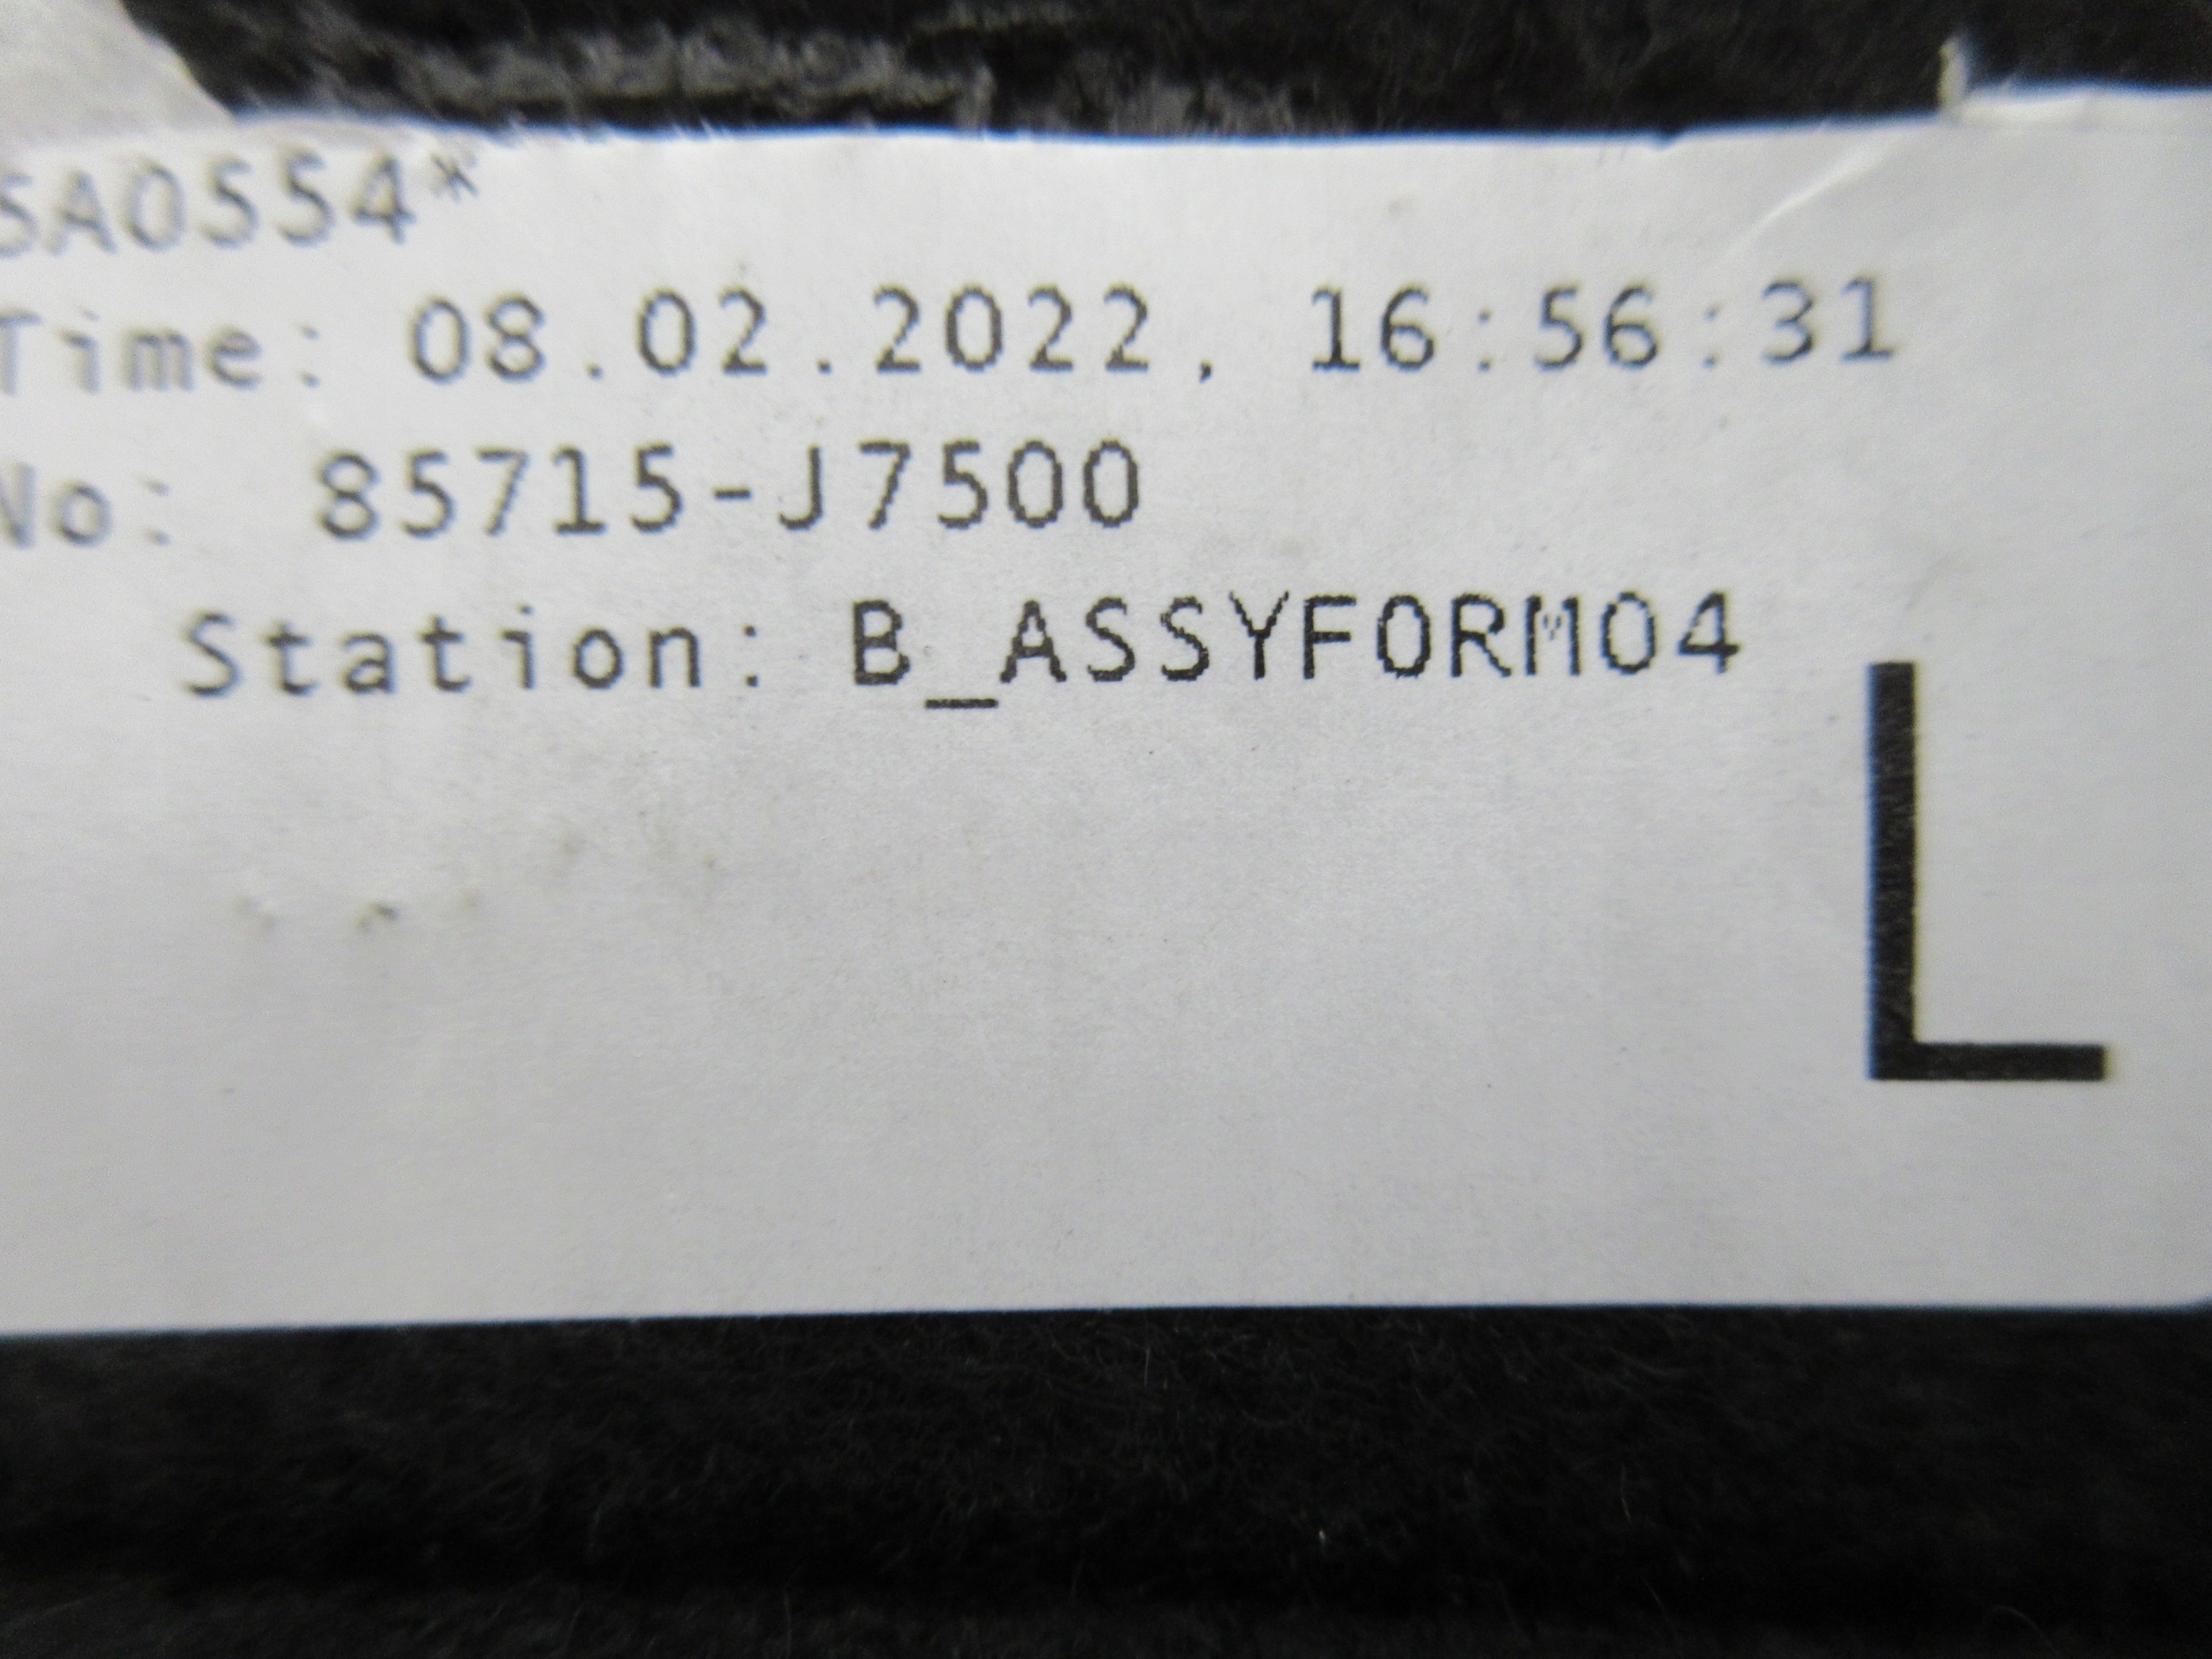 5A0554*
Time: 08.02.2022, 16:56:31
No: 85715-J7500
Station: B_ASSYFORM04
L